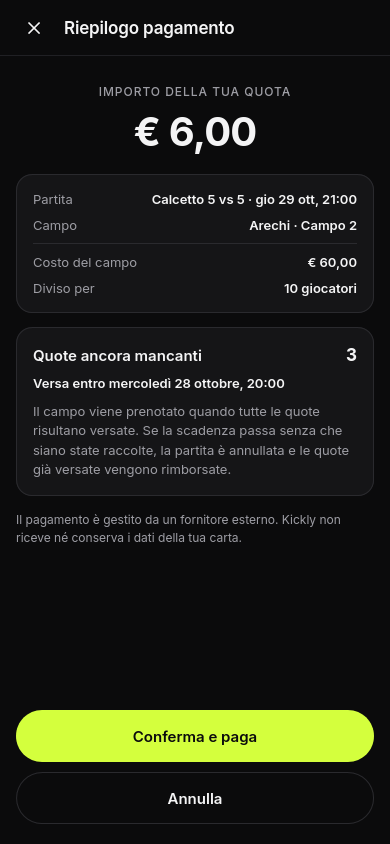 Riepilogo pagamento
IMPORTO DELLA TUA QUOTA
€ 6,00
Partita Calcetto 5 vs 5 · gio 29 ott, 21:00
Campo Arechi · Campo 2
Costo del campo € 60,00
Diviso per 10 giocatori
Quote ancora mancanti 3
Versa entro mercoledì 28 ottobre, 20:00
Il campo viene prenotato quando tutte le quote
risultano versate. Se la scadenza passa senza che
siano state raccolte, la partita è annullata e le quote
già versate vengono rimborsate.
Il pagamento è gestito da un fornitore esterno. Kickly non
riceve né conserva i dati della tua carta.
Conferma e paga
Annulla